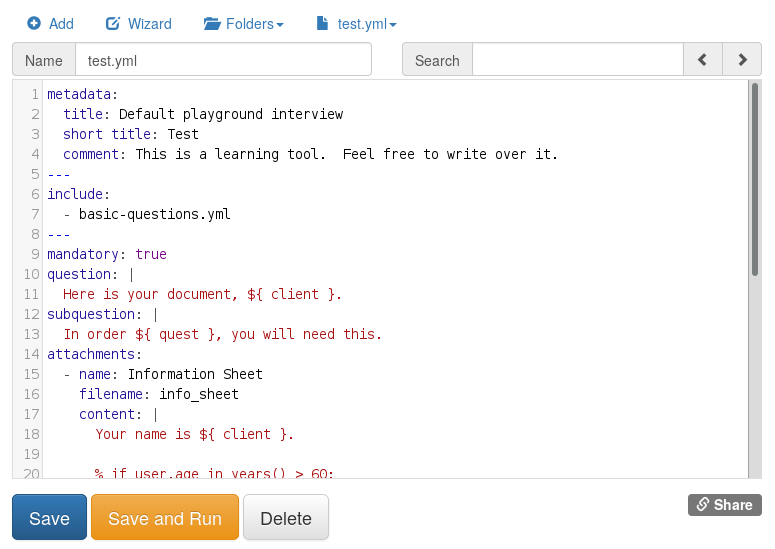 Add Wizard Folders test.yml
Name test.yml Search
1 metadata:
2   title: Default playground interview
3   short title: Test
4   comment: This is a learning tool.  Feel free to write over it.
5 ---
6 include:
7   - basic-questions.yml
8 ---
9 mandatory: true
10 question: |
11   Here is your document, ${ client }.
12 subquestion: |
13   In order ${ quest }, you will need this.
14 attachments:
15   - name: Information Sheet
16     filename: info_sheet
17     content: |
18       Your name is ${ client }.
19
20       % if user.age_in_years() > 60:
Save Save and Run Delete Share